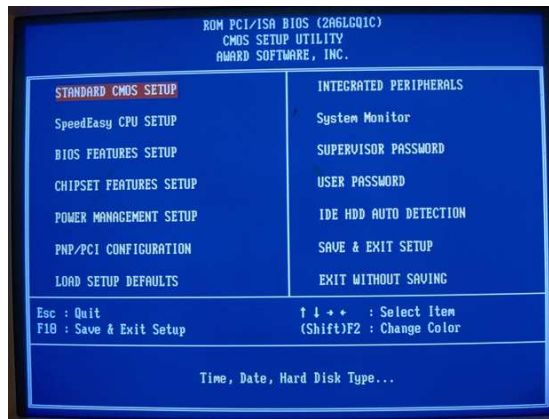 ROM PCI/ISA BIOS (2A6LGQ1C)
CMOS SETUP UTILITY
AWARD SOFTWARE, INC.
STANDARD CMOS SETUP
SpeedEasy CPU SETUP
BIOS FEATURES SETUP
CHIPSET FEATURES SETUP
POWER MANAGEMENT SETUP
PNP/PCI CONFIGURATION
LOAD SETUP DEFAULTS
INTEGRATED PERIPHERALS
System Monitor
SUPERVISOR PASSWORD
USER PASSWORD
IDE HDD AUTO DETECTION
SAVE & EXIT SETUP
EXIT WITHOUT SAVING
Esc : Quit
F10 : Save & Exit Setup
↑ ↓ → ← : Select Item
(Shift)F2 : Change Color
Time, Date, Hard Disk Type...